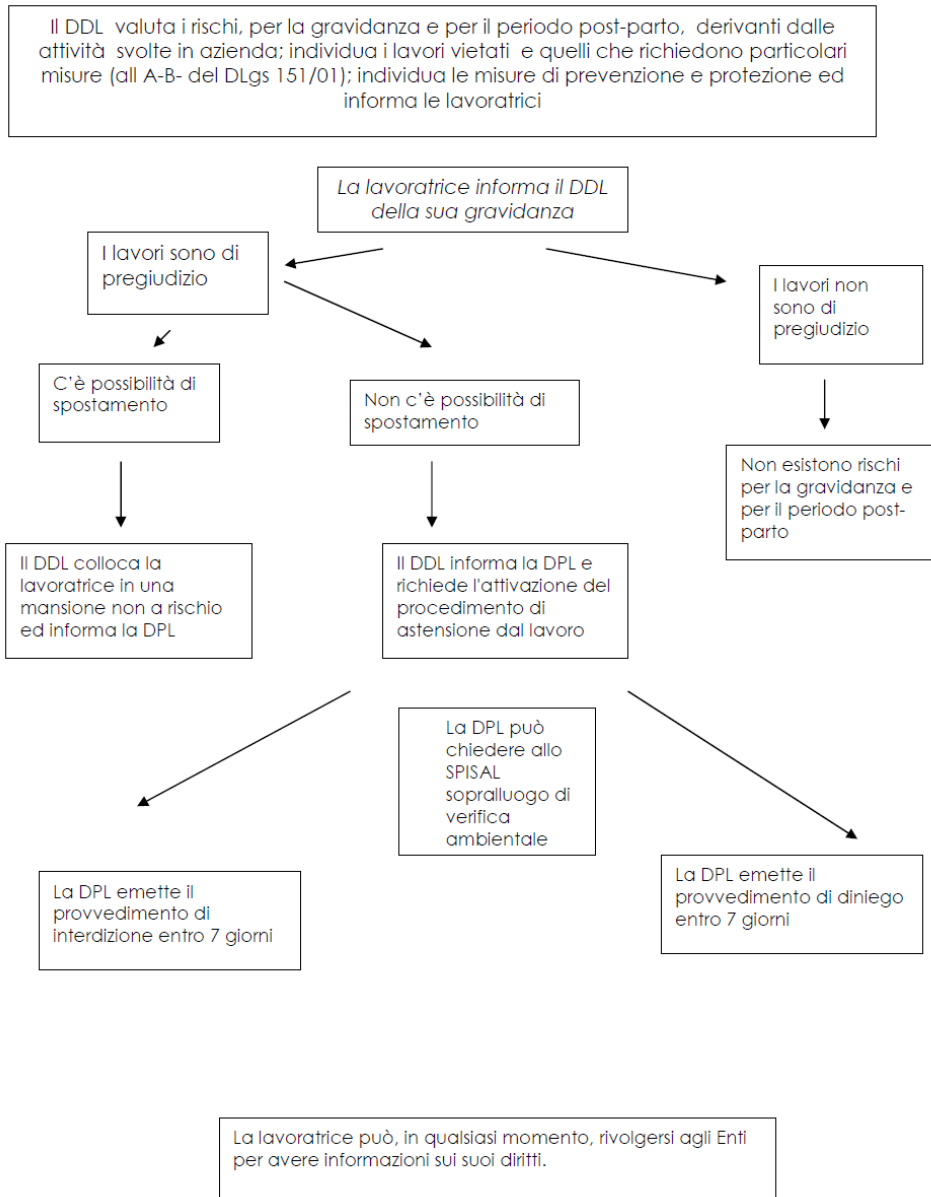 Il DDL valuta i rischi, per la gravidanza e per il periodo post-parto, derivanti dalle
attività svolte in azienda; individua i lavori vietati e quelli che richiedono particolari
misure (all A-B- del DLgs 151/01); individua le misure di prevenzione e protezione ed
informa le lavoratrici
La lavoratrice informa il DDL
della sua gravidanza
I lavori sono di
pregiudizio
I lavori non
sono di
pregiudizio
C'è possibilità di
spostamento
Non c'è possibilità di
spostamento
Non esistono rischi
per la gravidanza e
per il periodo post-
parto
Il DDL colloca la
lavoratrice in una
mansione non a rischio
ed informa la DPL
Il DDL informa la DPL e
richiede l'attivazione del
procedimento di
astensione dal lavoro
La DPL può
chiedere allo
SPISAL
sopralluogo di
verifica
ambientale
La DPL emette il
provvedimento di
interdizione entro 7 giorni
La DPL emette il
provvedimento di diniego
entro 7 giorni
La lavoratrice può, in qualsiasi momento, rivolgersi agli Enti
per avere informazioni sui suoi diritti.